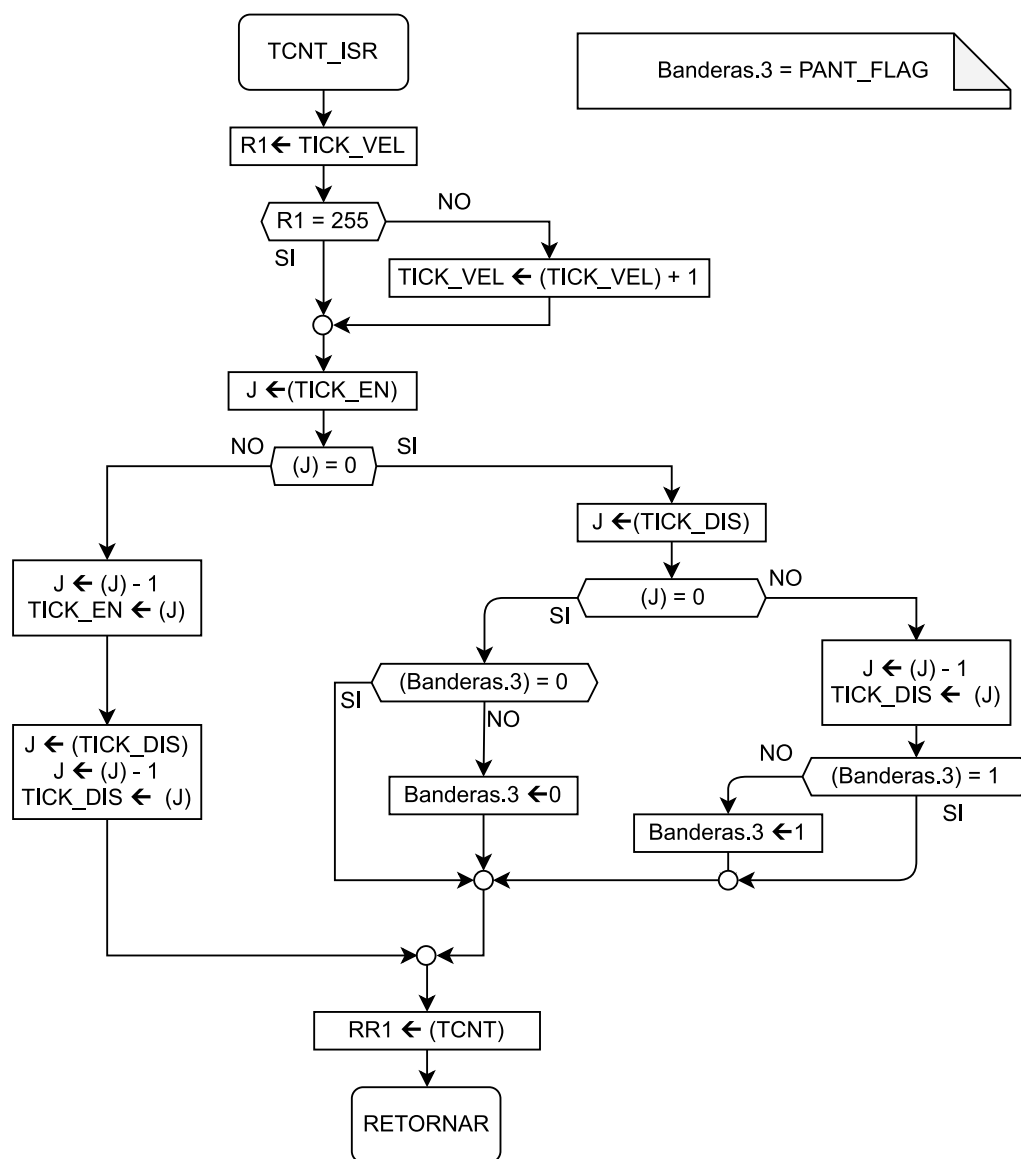 TCNT_ISR
Banderas.3 = PANT_FLAG
R1← TICK_VEL
R1 = 255
NO
SI
TICK_VEL ← (TICK_VEL) + 1
J ←(TICK_EN)
NO
SI
(J) = 0
J ←(TICK_DIS)
J ← (J) - 1
TICK_EN ← (J)
(J) = 0
NO
SI
J ← (J) - 1
TICK_DIS ← (J)
(Banderas.3) = 0
SI
NO
J ← (TICK_DIS)
J ← (J) - 1
TICK_DIS ← (J)
NO
(Banderas.3) = 1
SI
Banderas.3 ←0
Banderas.3 ←1
RR1 ← (TCNT)
RETORNAR